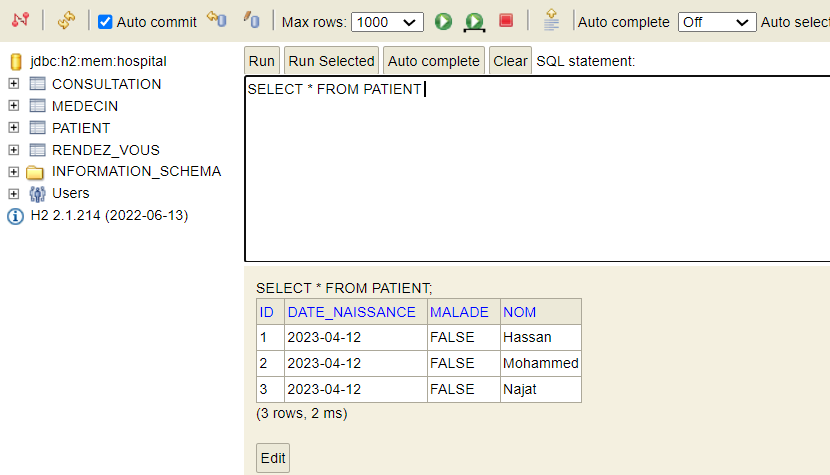 Auto commit Max rows: 1000 Auto complete Off Auto select
jdbc:h2:mem:hospital
CONSULTATION
MEDECIN
PATIENT
RENDEZ_VOUS
INFORMATION_SCHEMA
Users
H2 2.1.214 (2022-06-13)
Run Run Selected Auto complete Clear SQL statement:
SELECT * FROM PATIENT
SELECT * FROM PATIENT;
ID DATE_NAISSANCE MALADE NOM
1 2023-04-12 FALSE Hassan
2 2023-04-12 FALSE Mohammed
3 2023-04-12 FALSE Najat
(3 rows, 2 ms)
Edit